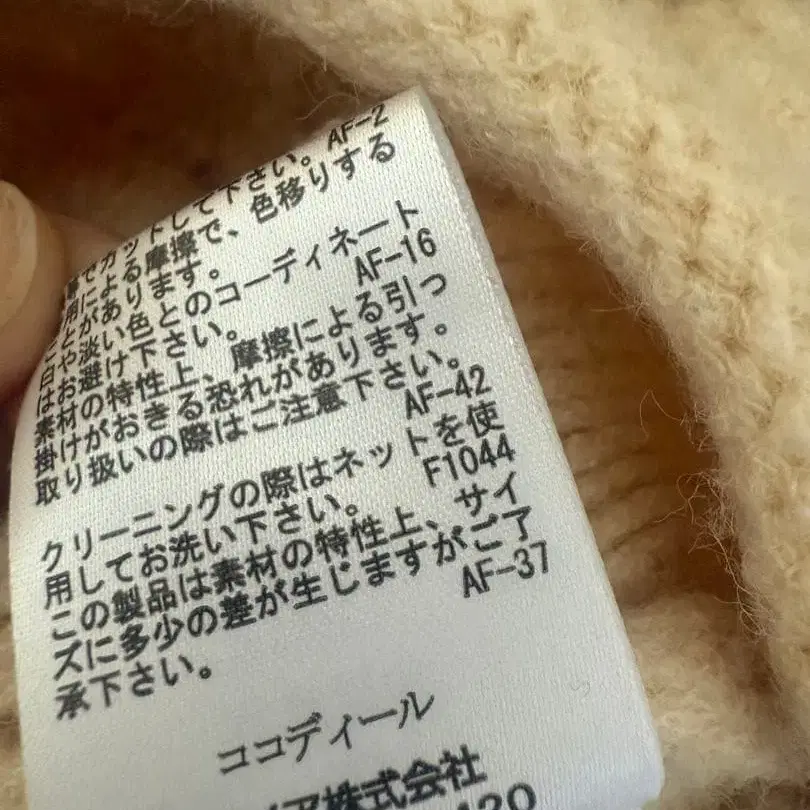 でカットして下さい。AF-2
用による摩擦で、色移りする
ことがあります。
白や淡い色とのコーディネート
はお避け下さい。 AF-16
素材の特性上、摩擦による引っ
掛けがおきる恐れがあります。
取り扱いの際はご注意下さい。
AF-42
クリーニングの際はネットを使
用してお洗い下さい。 F1044
この製品は素材の特性上、サイ
ズに多少の差が生じますがご了
承下さい。 AF-37
ココディール
ア株式会社